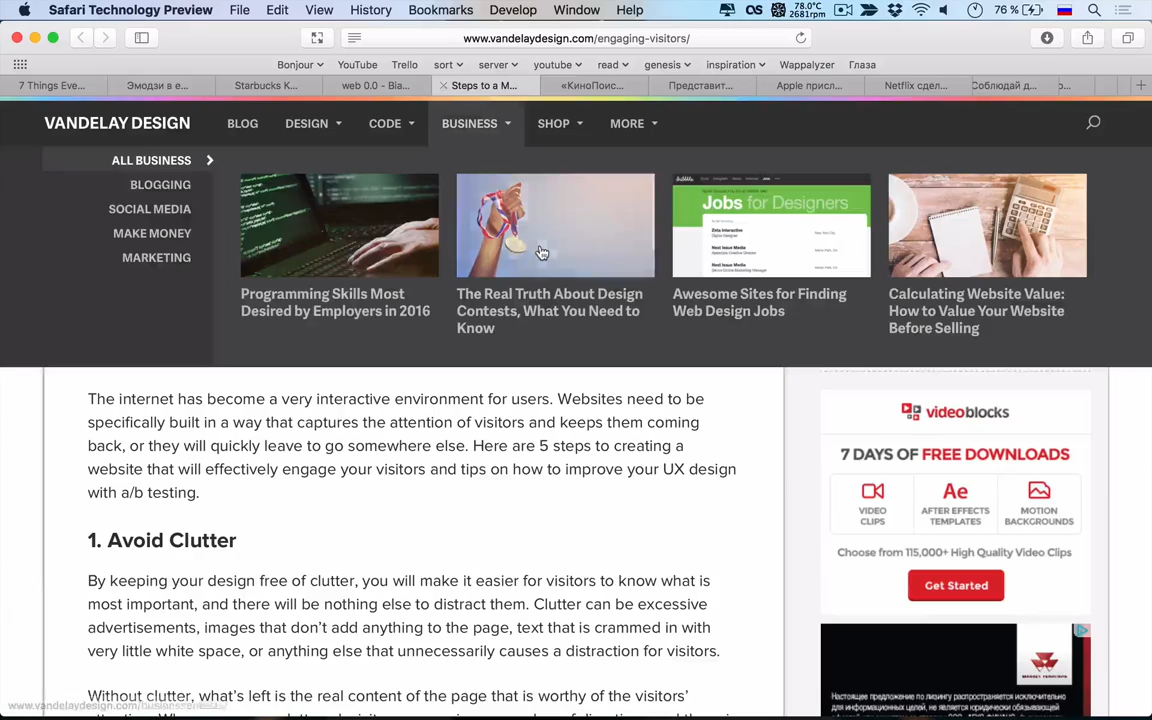 Safari Technology Preview File Edit View History Bookmarks Develop Window Help
78.0°C
2681rpm
76 %
www.vandelaydesign.com/engaging-visitors/
Bonjour YouTube Trello sort server youtube read genesis inspiration Wappalyzer Глаза
7 Things Eve... Эмодзи в е... Starbucks K... web 0.0 - Bia... Steps to a M... «КиноПоиск... Представит... Apple присл... Netflix сдел... Соблюдай д...
VANDELAY DESIGN BLOG DESIGN CODE BUSINESS SHOP MORE
ALL BUSINESS
BLOGGING
SOCIAL MEDIA
MAKE MONEY
MARKETING
Jobs for Designers
Programming Skills Most
Desired by Employers in 2016
The Real Truth About Design
Contests, What You Need to
Know
Awesome Sites for Finding
Web Design Jobs
Calculating Website Value:
How to Value Your Website
Before Selling
The internet has become a very interactive environment for users. Websites need to be
specifically built in a way that captures the attention of visitors and keeps them coming
back, or they will quickly leave to go somewhere else. Here are 5 steps to creating a
website that will effectively engage your visitors and tips on how to improve your UX design
with a/b testing.
1. Avoid Clutter
By keeping your design free of clutter, you will make it easier for visitors to know what is
most important, and there will be nothing else to distract them. Clutter can be excessive
advertisements, images that don't add anything to the page, text that is crammed in with
very little white space, or anything else that unnecessarily causes a distraction for visitors.
Without clutter, what's left is the real content of the page that is worthy of the visitors'
videoblocks
7 DAYS OF FREE DOWNLOADS
VIDEO
CLIPS
Ae
AFTER EFFECTS
TEMPLATES
MOTION
BACKGROUNDS
Choose from 115,000+ High Quality Video Clips
Get Started
MASSEY FERGUSON
Настоящее предложение по лизингу распространяется исключительно